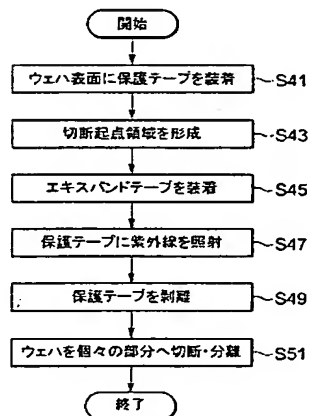 開始
ウェハ表面に保護テープを装着 S41
切断起点領域を形成 S43
エキスパンドテープを装着 S45
保護テープに紫外線を照射 S47
保護テープを剥離 S49
ウェハを個々の部分へ切断・分離 S51
終了